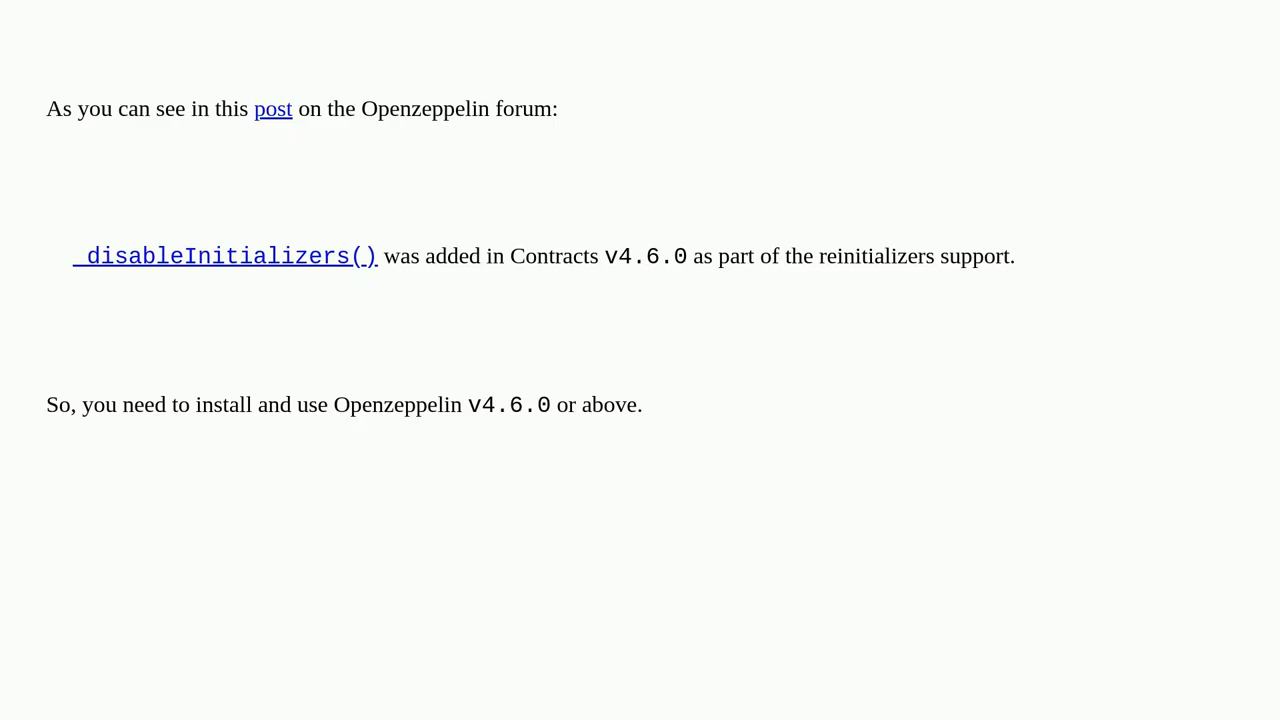 As you can see in this post on the Openzeppelin forum:
_disableInitializers() was added in Contracts v4.6.0 as part of the reinitializers support.
So, you need to install and use Openzeppelin v4.6.0 or above.